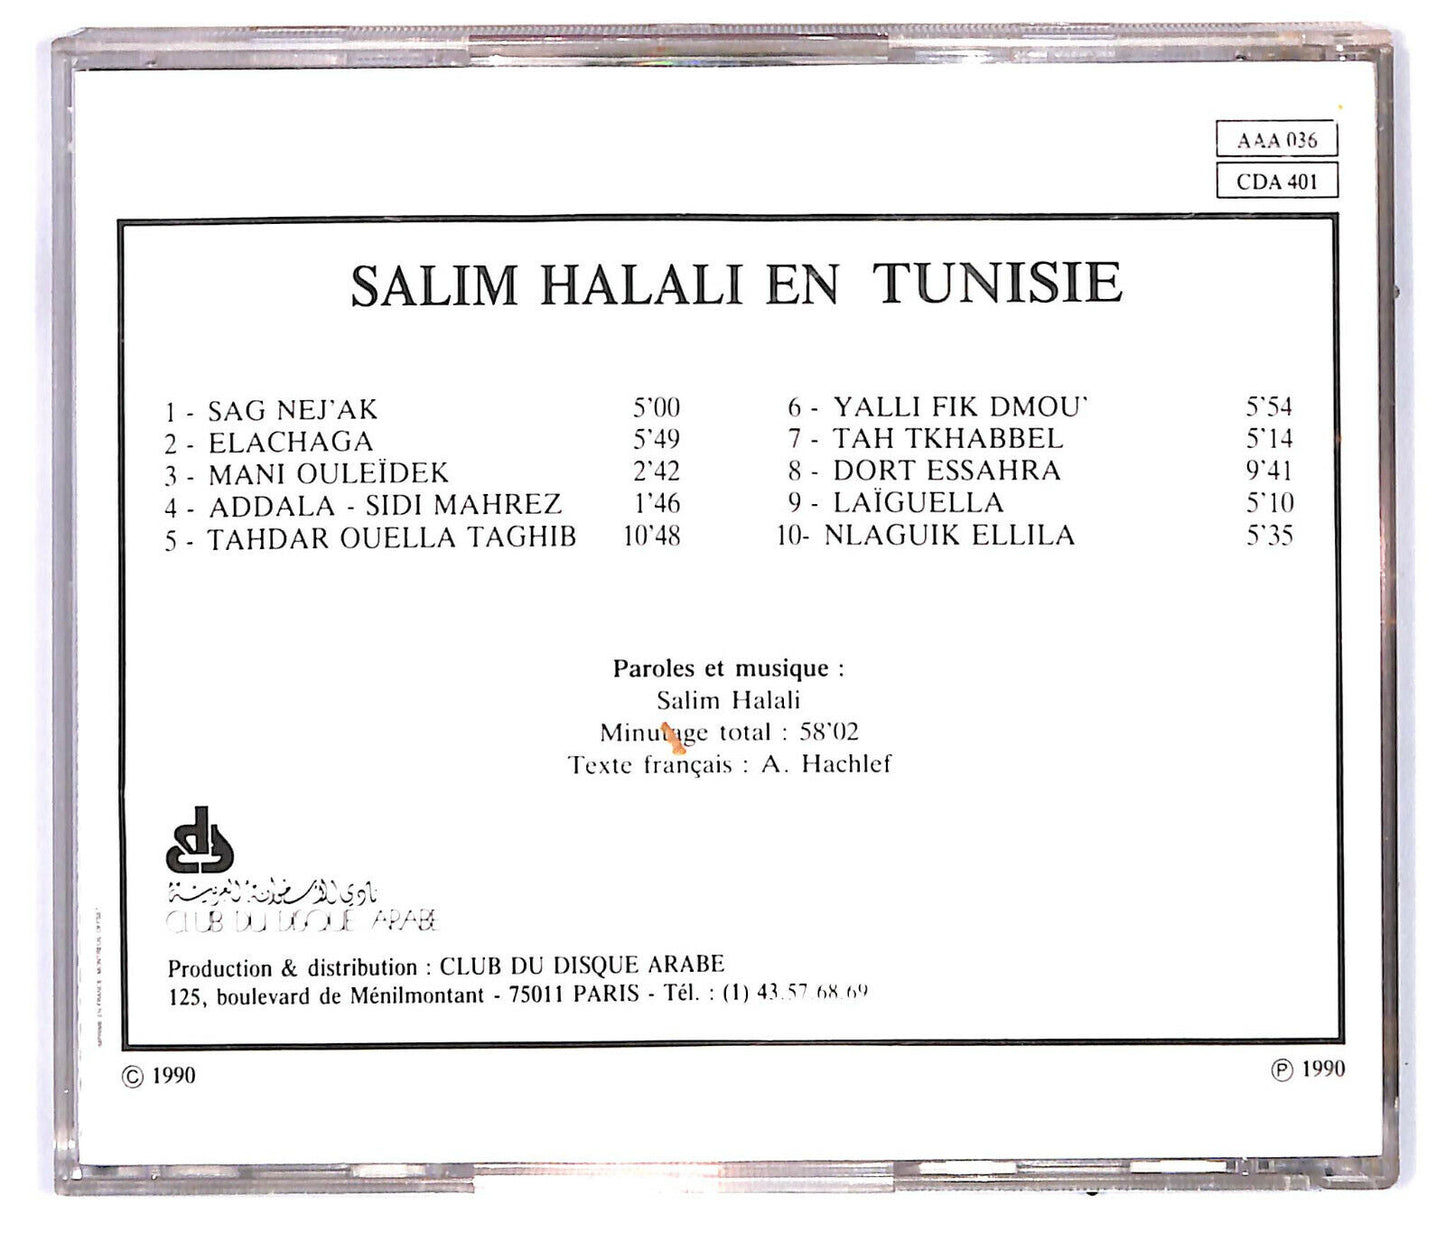 AAA 036
CDA 401
SALIM HALALI EN TUNISIE
1 - SAG NEJ'AK 5'00
2 - ELACHAGA 5'49
3 - MANI OULEÏDEK 2'42
4 - ADDALA - SIDI MAHREZ 1'46
5 - TAHDAR OUELLA TAGHIB 10'48
6 - YALLI FIK DMOU' 5'54
7 - TAH TKHABBEL 5'14
8 - DORT ESSAHRA 9'41
9 - LAÏGUELLA 5'10
10- NLAGUIK ELLILA 5'35
Paroles et musique :
Salim Halali
Minutage total : 58'02
Texte français : A. Hachlef
نادي الأسطوانة العربية
CLUB DU DISQUE ARABE
Production & distribution : CLUB DU DISQUE ARABE
125, boulevard de Ménilmontant - 75011 PARIS - Tél. : (1) 43.57.68.69
© 1990
℗ 1990